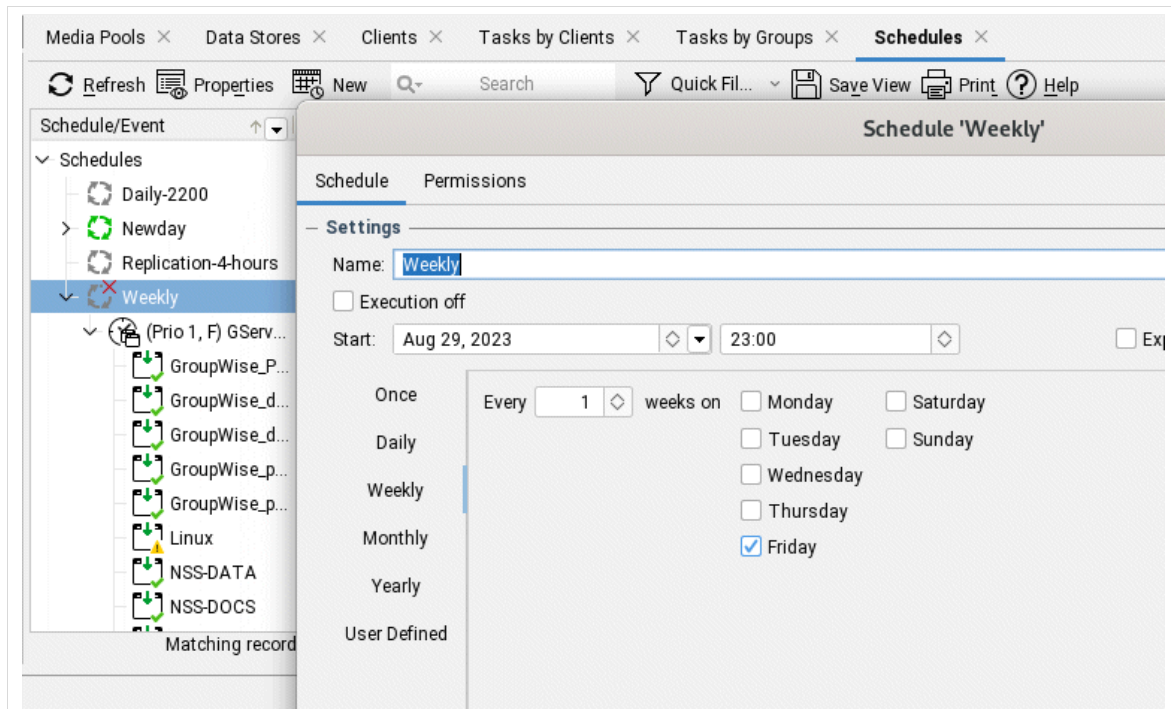 Media Pools Data Stores Clients Tasks by Clients Tasks by Groups Schedules
Refresh Properties New Search Quick Fil... Save View Print Help
Schedule/Event
Schedules
Daily-2200
Newday
Replication-4-hours
Weekly
(Prio 1, F) GServ...
GroupWise_P...
GroupWise_d...
GroupWise_d...
GroupWise_p...
GroupWise_p...
Linux
NSS-DATA
NSS-DOCS
Matching record
Schedule 'Weekly'
Schedule Permissions
Settings
Name: Weekly
Execution off
Start: Aug 29, 2023 23:00 Exp
Once
Daily
Weekly
Monthly
Yearly
User Defined
Every 1 weeks on Monday Saturday
Tuesday Sunday
Wednesday
Thursday
Friday